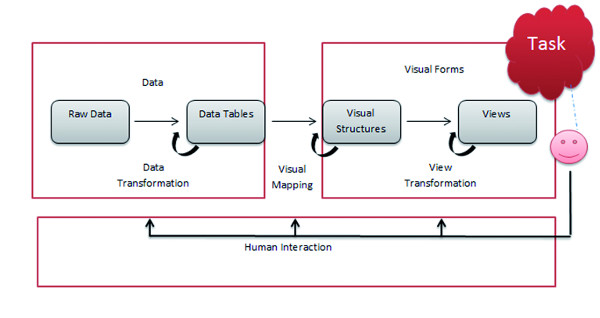 Task
Data
Visual Forms
Raw Data
Data Tables
Visual
Structures
Views
Data
Transformation
Visual
Mapping
View
Transformation
Human Interaction